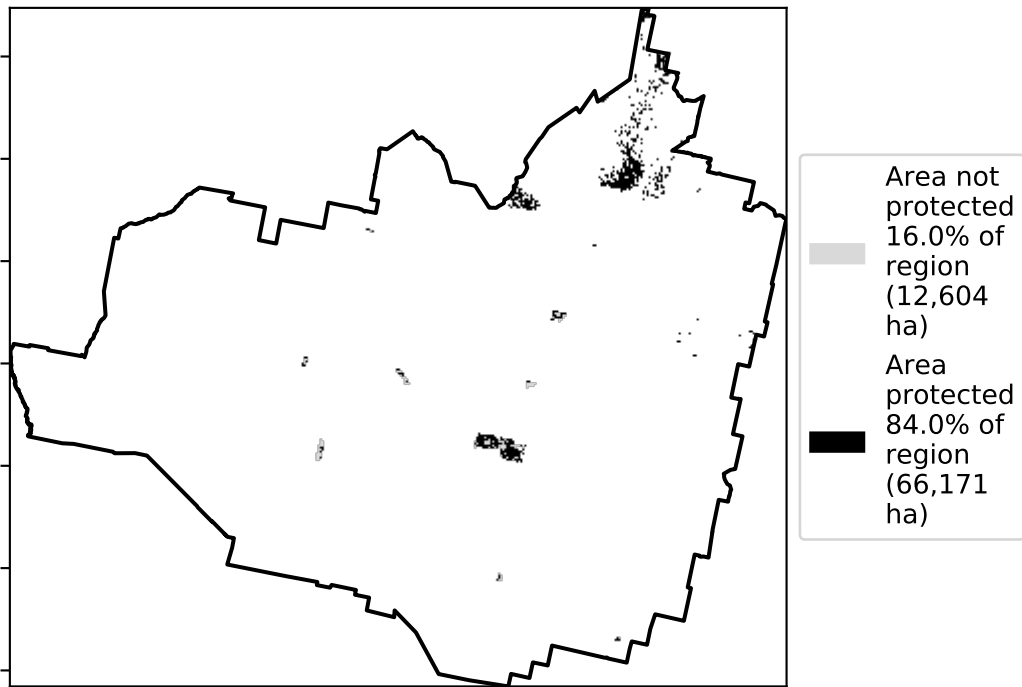 Area not
protected
16.0% of
region
(12,604
ha)
Area
protected
84.0% of
region
(66,171
ha)